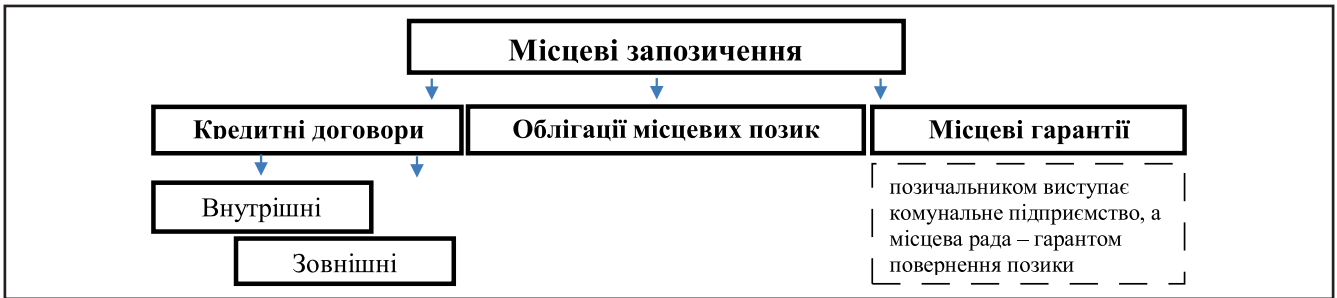 Місцеві запозичення
Кредитні договори
Облігації місцевих позик
Місцеві гарантії
Внутрішні
Зовнішні
позичальником виступає
комунальне підприємство, а
місцева рада – гарантом
повернення позики